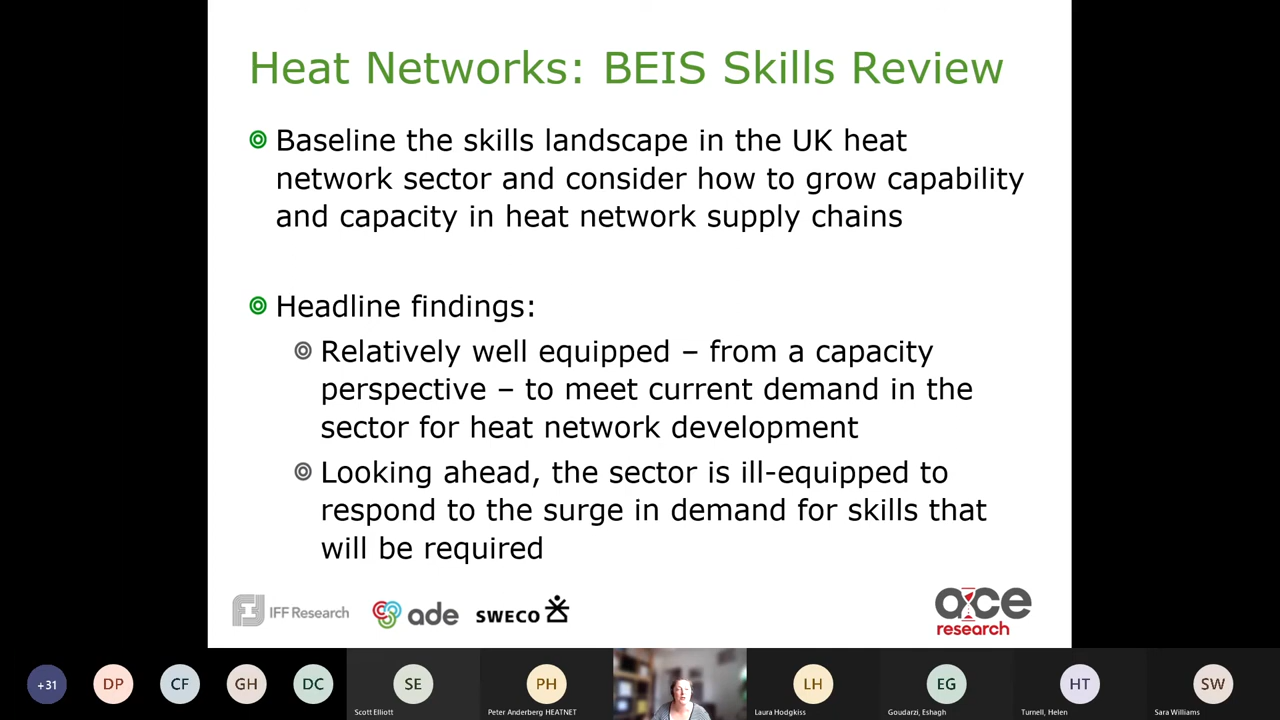 Heat Networks: BEIS Skills Review
Baseline the skills landscape in the UK heat
network sector and consider how to grow capability
and capacity in heat network supply chains
Headline findings:
Relatively well equipped – from a capacity
perspective – to meet current demand in the
sector for heat network development
Looking ahead, the sector is ill-equipped to
respond to the surge in demand for skills that
will be required
IFF Research
ade
SWECO
ace
research
+31
DP
CF
GH
DC
SE
Scott Elliott
PH
Peter Anderberg HEATNET
LH
Laura Hodgkiss
EG
Goudarzi, Eshagh
HT
Turnell, Helen
SW
Sara Williams